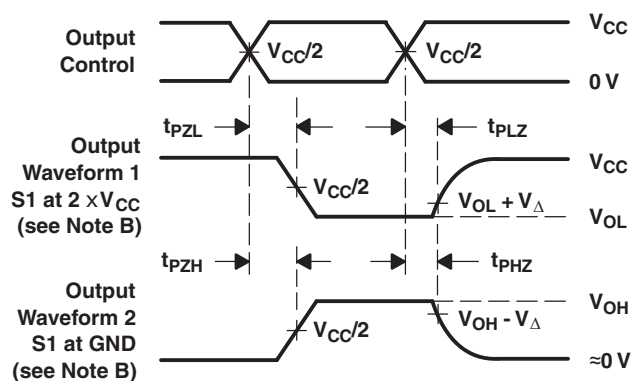 Output
Control
V_CC/2
V_CC/2
V_CC
0 V
t_PZL
t_PLZ
Output
Waveform 1
S1 at 2 × V_CC
(see Note B)
V_CC/2
V_OL + V_Δ
V_CC
V_OL
t_PZH
t_PHZ
Output
Waveform 2
S1 at GND
(see Note B)
V_CC/2
V_OH - V_Δ
V_OH
≈0 V